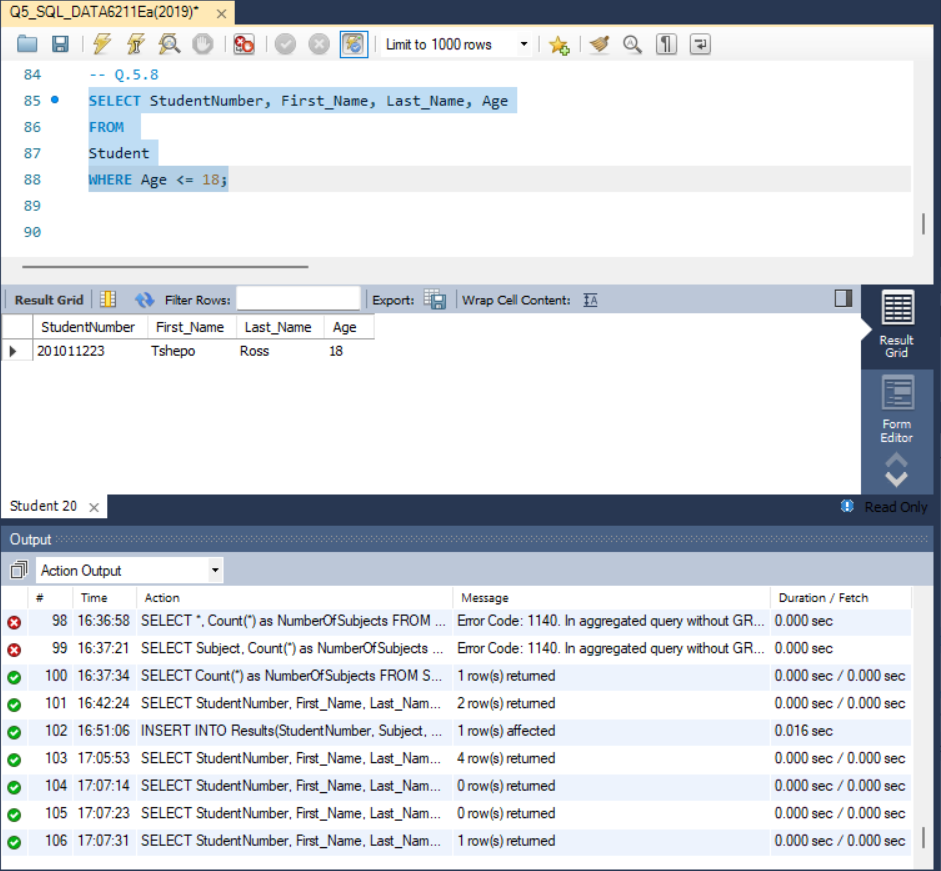 Q5_SQL_DATA6211Ea(2019)* ×
Limit to 1000 rows
84 -- Q.5.8
85 SELECT StudentNumber, First_Name, Last_Name, Age
86 FROM
87 Student
88 WHERE Age <= 18;
89
90
Result Grid Filter Rows: Export: Wrap Cell Content: IA
StudentNumber First_Name Last_Name Age
201011223 Tshepo Ross 18
Result Grid
Form Editor
Student 20 × Read Only
Output
Action Output
# Time Action Message Duration / Fetch
98 16:36:58 SELECT *, Count(*) as NumberOfSubjects FROM ... Error Code: 1140. In aggregated query without GR... 0.000 sec
99 16:37:21 SELECT Subject, Count(*) as NumberOfSubjects ... Error Code: 1140. In aggregated query without GR... 0.000 sec
100 16:37:34 SELECT Count(*) as NumberOfSubjects FROM S... 1 row(s) returned 0.000 sec / 0.000 sec
101 16:42:24 SELECT StudentNumber, First_Name, Last_Nam... 2 row(s) returned 0.000 sec / 0.000 sec
102 16:51:06 INSERT INTO Results(StudentNumber, Subject, ... 1 row(s) affected 0.016 sec
103 17:05:53 SELECT StudentNumber, First_Name, Last_Nam... 4 row(s) returned 0.000 sec / 0.000 sec
104 17:07:14 SELECT StudentNumber, First_Name, Last_Nam... 0 row(s) returned 0.000 sec / 0.000 sec
105 17:07:23 SELECT StudentNumber, First_Name, Last_Nam... 0 row(s) returned 0.000 sec / 0.000 sec
106 17:07:31 SELECT StudentNumber, First_Name, Last_Nam... 1 row(s) returned 0.000 sec / 0.000 sec